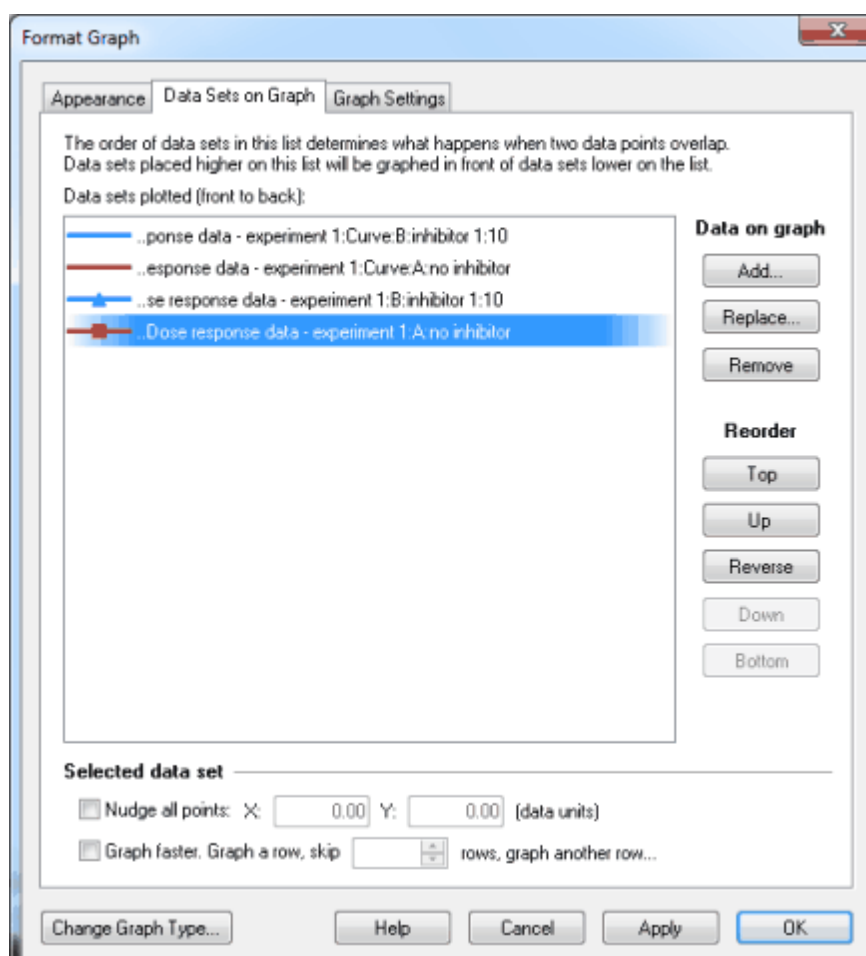 Format Graph
Appearance Data Sets on Graph Graph Settings
The order of data sets in this list determines what happens when two data points overlap.
Data sets placed higher on this list will be graphed in front of data sets lower on the list.
Data sets plotted (front to back):
..ponse data - experiment 1:Curve:B:inhibitor 1:10
..esponse data - experiment 1:Curve:A:no inhibitor
..se response data - experiment 1:B:inhibitor 1:10
..Dose response data - experiment 1:A:no inhibitor
Data on graph
Add...
Replace...
Remove
Reorder
Top
Up
Reverse
Down
Bottom
Selected data set
Nudge all points: X: 0.00 Y: 0.00 (data units)
Graph faster. Graph a row, skip rows, graph another row...
Change Graph Type... Help Cancel Apply OK